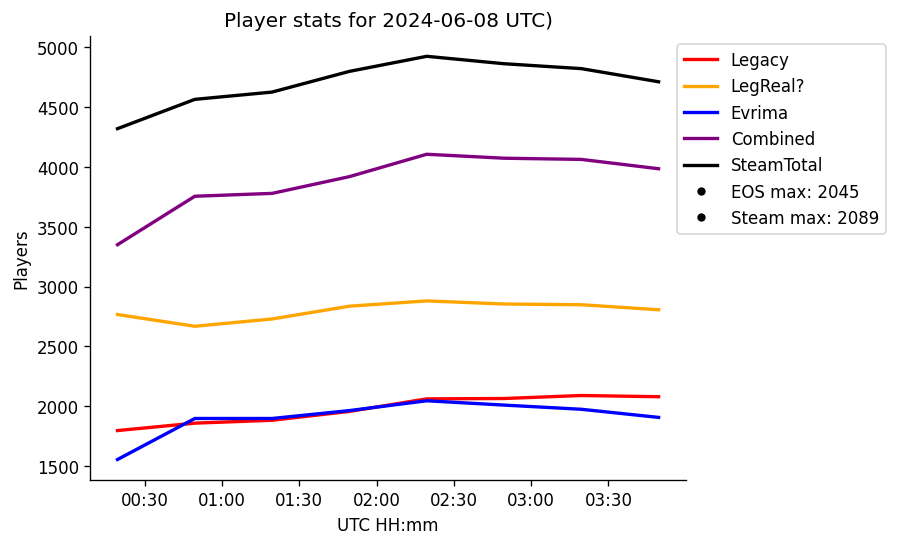 Player stats for 2024-06-08 UTC)
Players
5000
4500
4000
3500
3000
2500
2000
1500
00:30 01:00 01:30 02:00 02:30 03:00 03:30
UTC HH:mm
Legacy
LegReal?
Evrima
Combined
SteamTotal
EOS max: 2045
Steam max: 2089